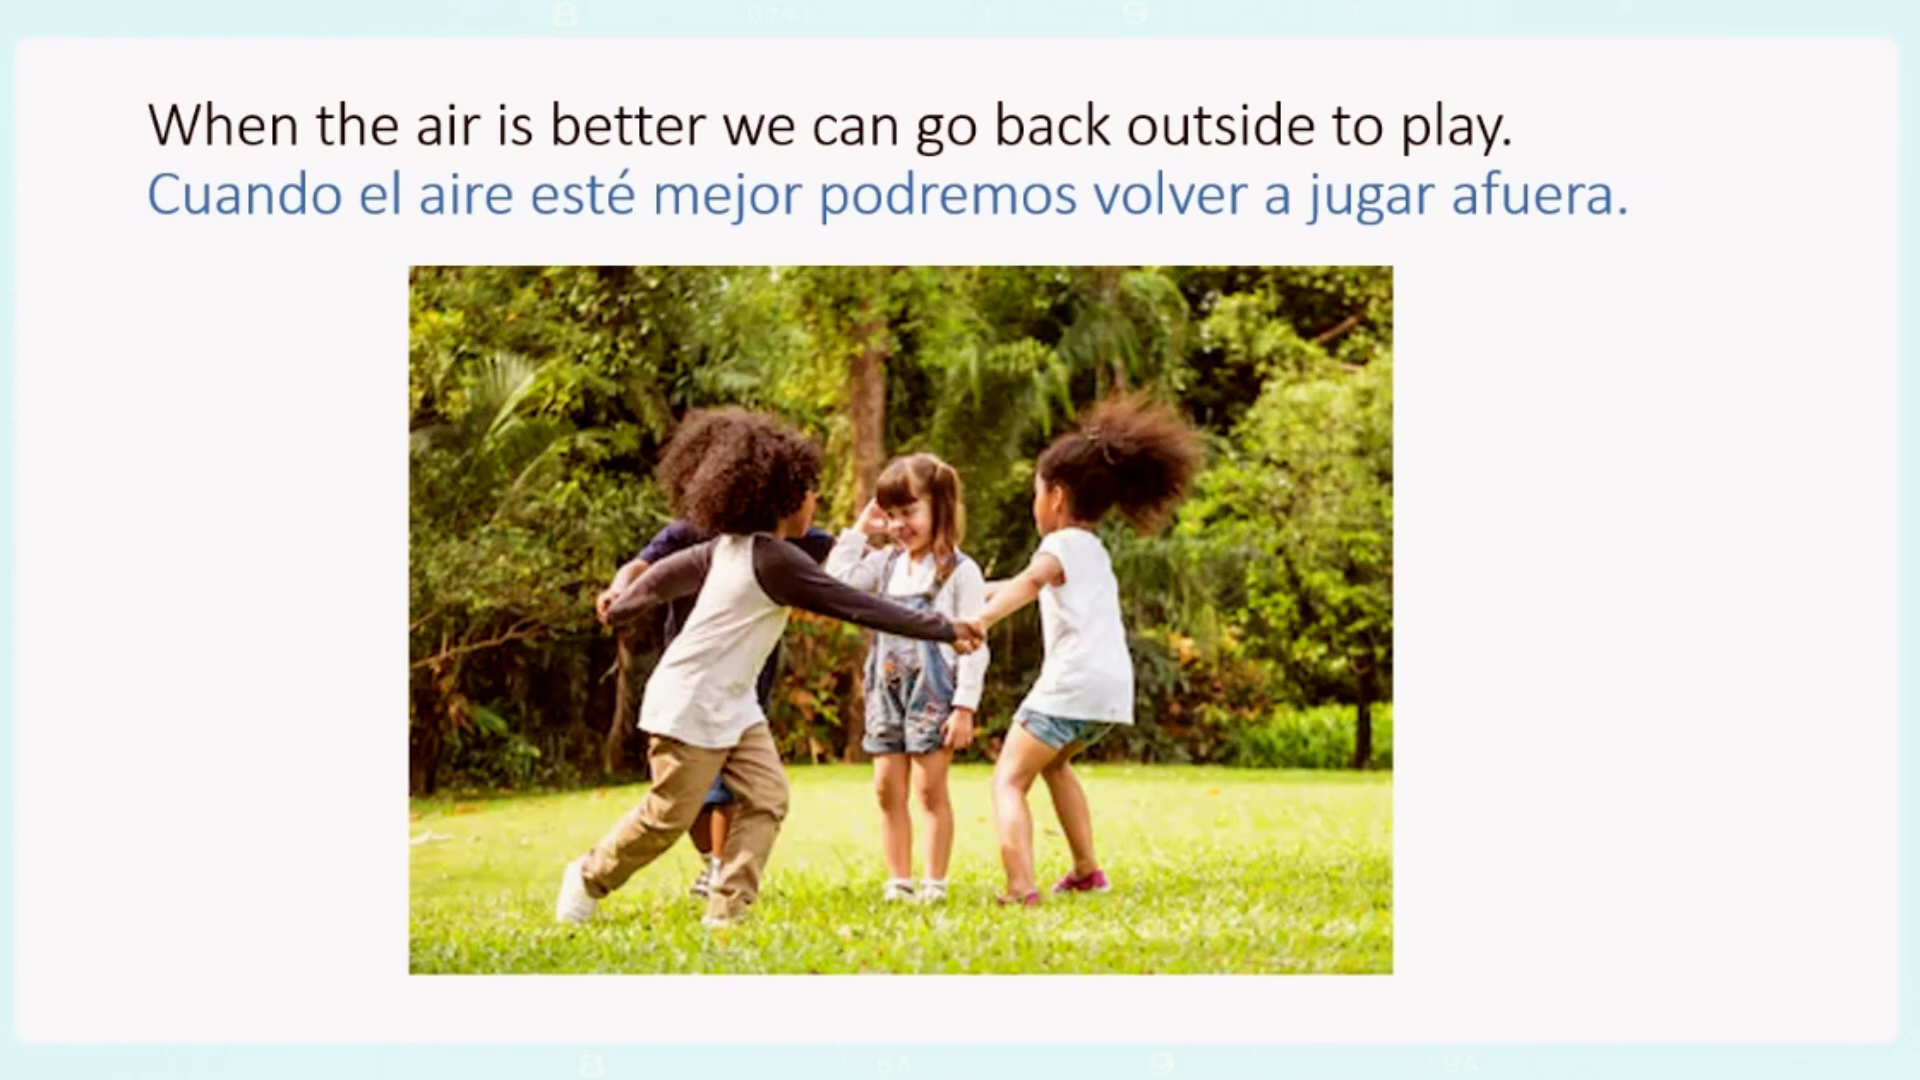 When the air is better we can go back outside to play.
Cuando el aire esté mejor podremos volver a jugar afuera.